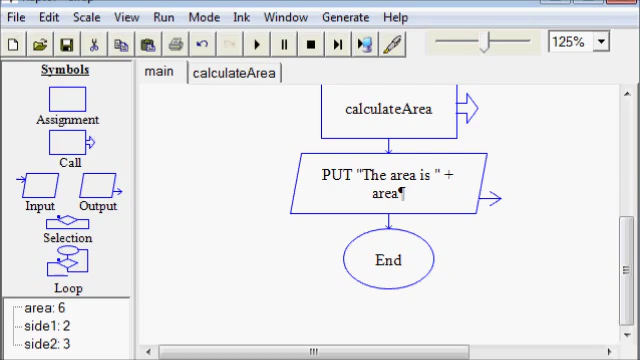 File Edit View Run Mode Ink Window Generate Help
125%
Symbols
Assignment
Call
Input Output
Selection
Loop
area: 6
side1: 2
side2: 3
main calculateArea
calculateArea
PUT "The area is " +
area¶
End